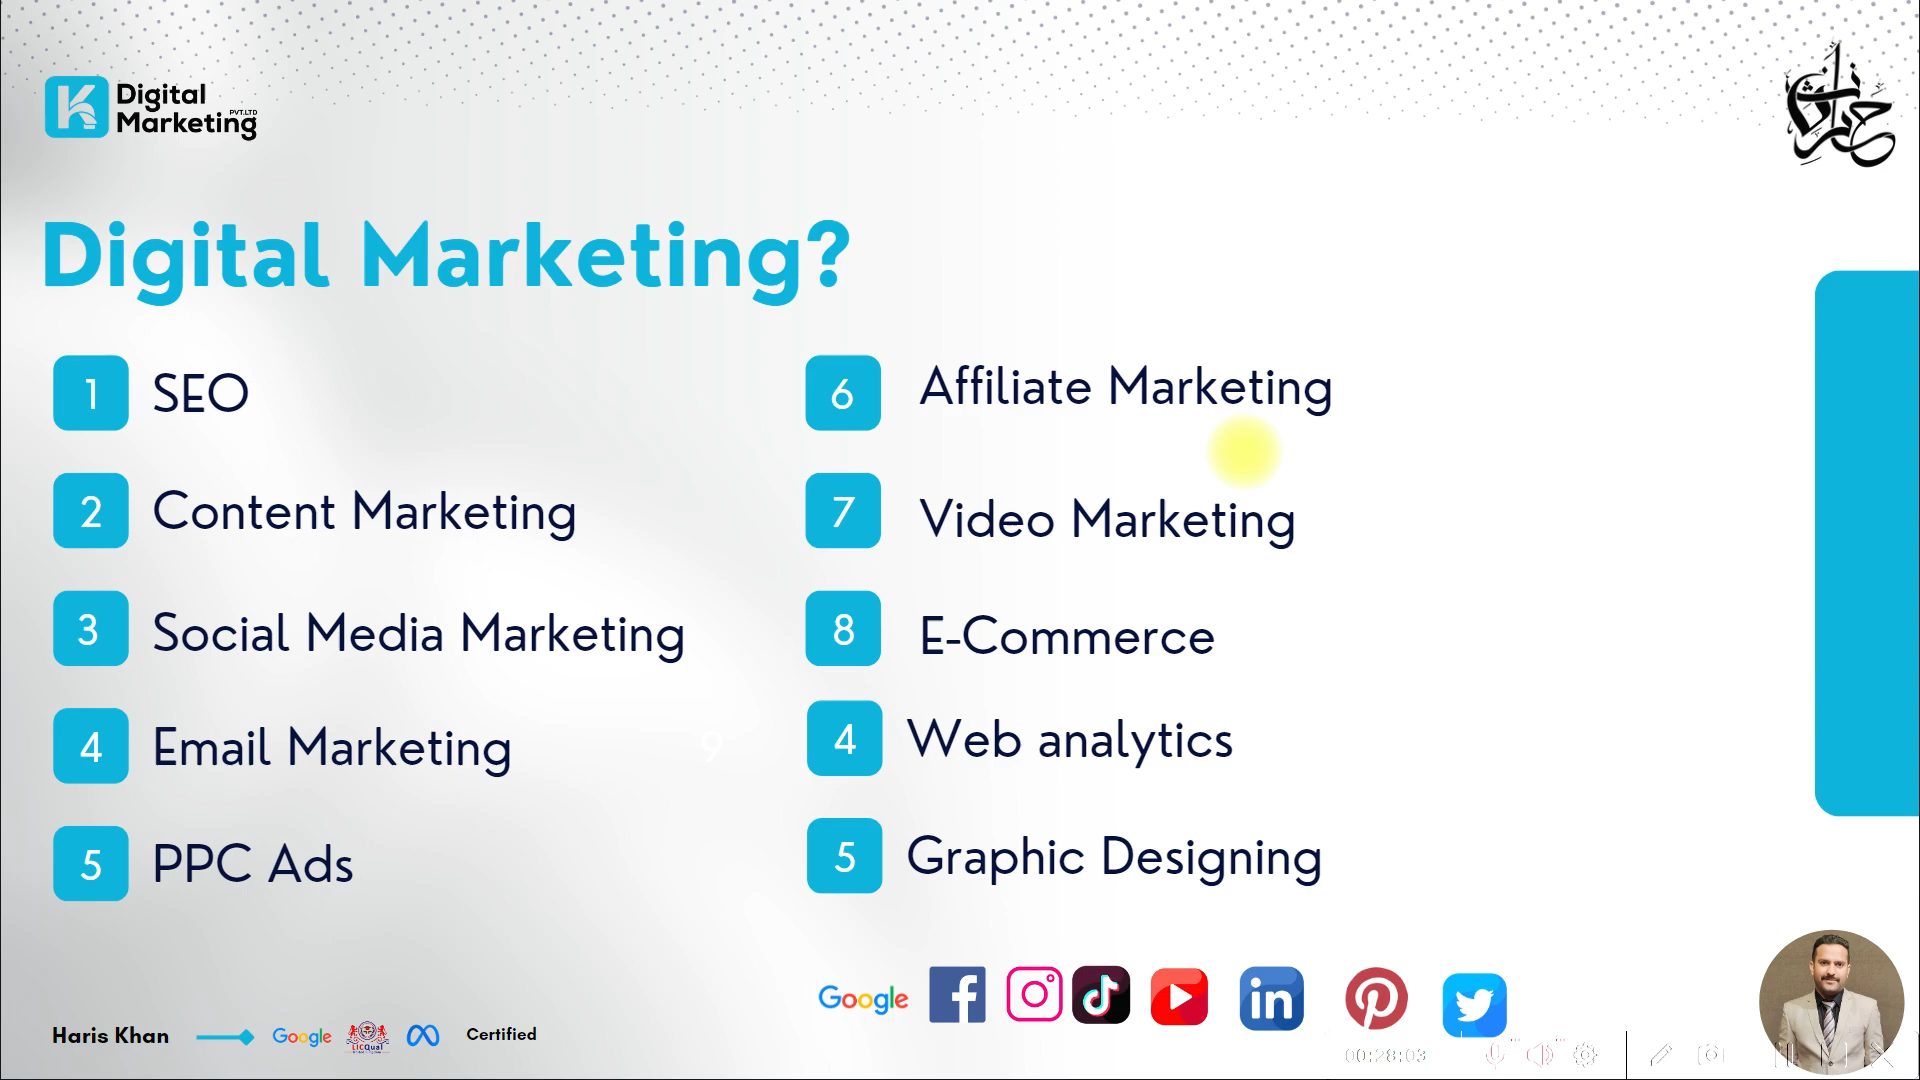 Digital
Marketing
PVT.LTD
Digital Marketing?
1 SEO
2 Content Marketing
3 Social Media Marketing
4 Email Marketing
5 PPC Ads
9
6 Affiliate Marketing
7 Video Marketing
8 E-Commerce
4 Web analytics
5 Graphic Designing
Google
Haris Khan
Google
LICQual
Certified
00:28:03